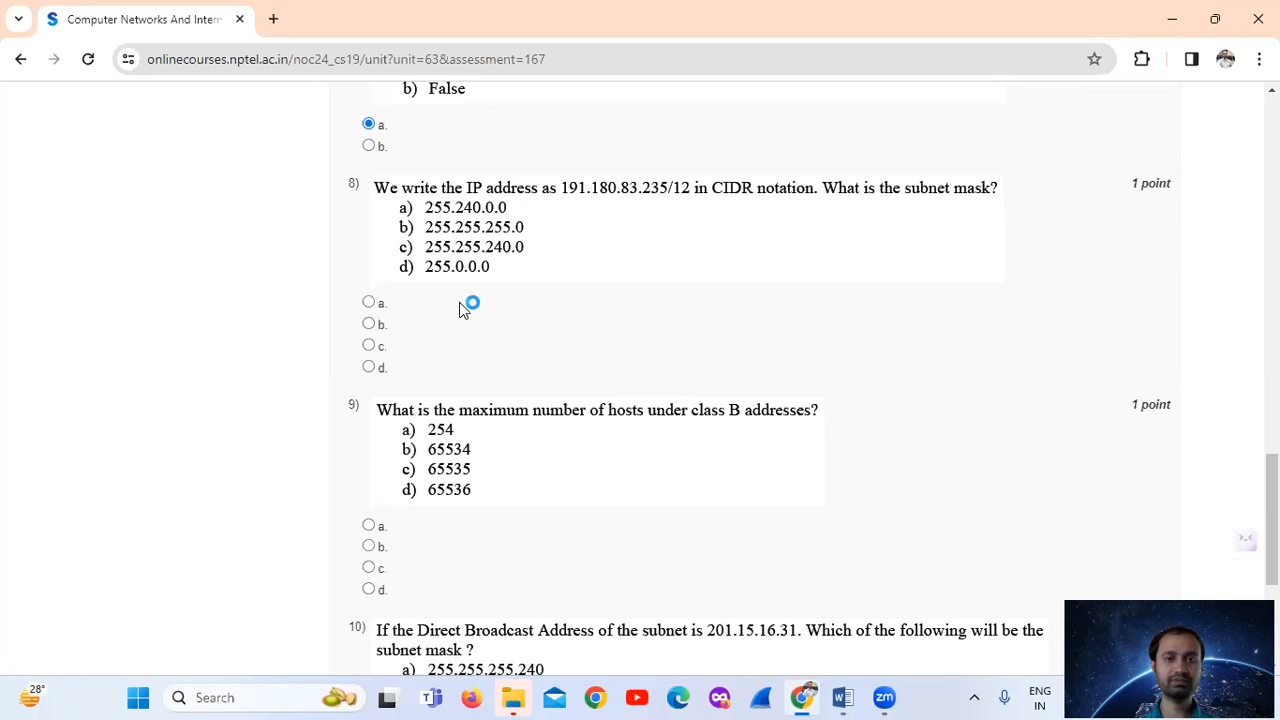 Computer Networks And Intern
onlinecourses.nptel.ac.in/noc24_cs19/unit?unit=63&assessment=167
b) False
a.
b.
8) We write the IP address as 191.180.83.235/12 in CIDR notation. What is the subnet mask? 1 point
a) 255.240.0.0
b) 255.255.255.0
c) 255.255.240.0
d) 255.0.0.0
a.
b.
c.
d.
9) What is the maximum number of hosts under class B addresses? 1 point
a) 254
b) 65534
c) 65535
d) 65536
a.
b.
c.
d.
10) If the Direct Broadcast Address of the subnet is 201.15.16.31. Which of the following will be the
subnet mask ?
a) 255.255.255.240
28°
Search
ENG
IN